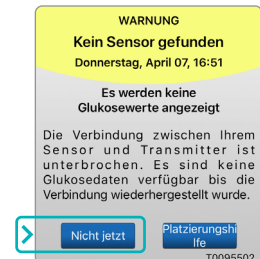 WARNUNG
Kein Sensor gefunden
Donnerstag, April 07, 16:51
Es werden keine
Glukosewerte angezeigt
Die Verbindung zwischen Ihrem
Sensor und Transmitter ist
unterbrochen. Es sind keine
Glukosedaten verfügbar bis die
Verbindung wiederhergestellt wurde.
Nicht jetzt
Platzierungshi
lfe
T0095502